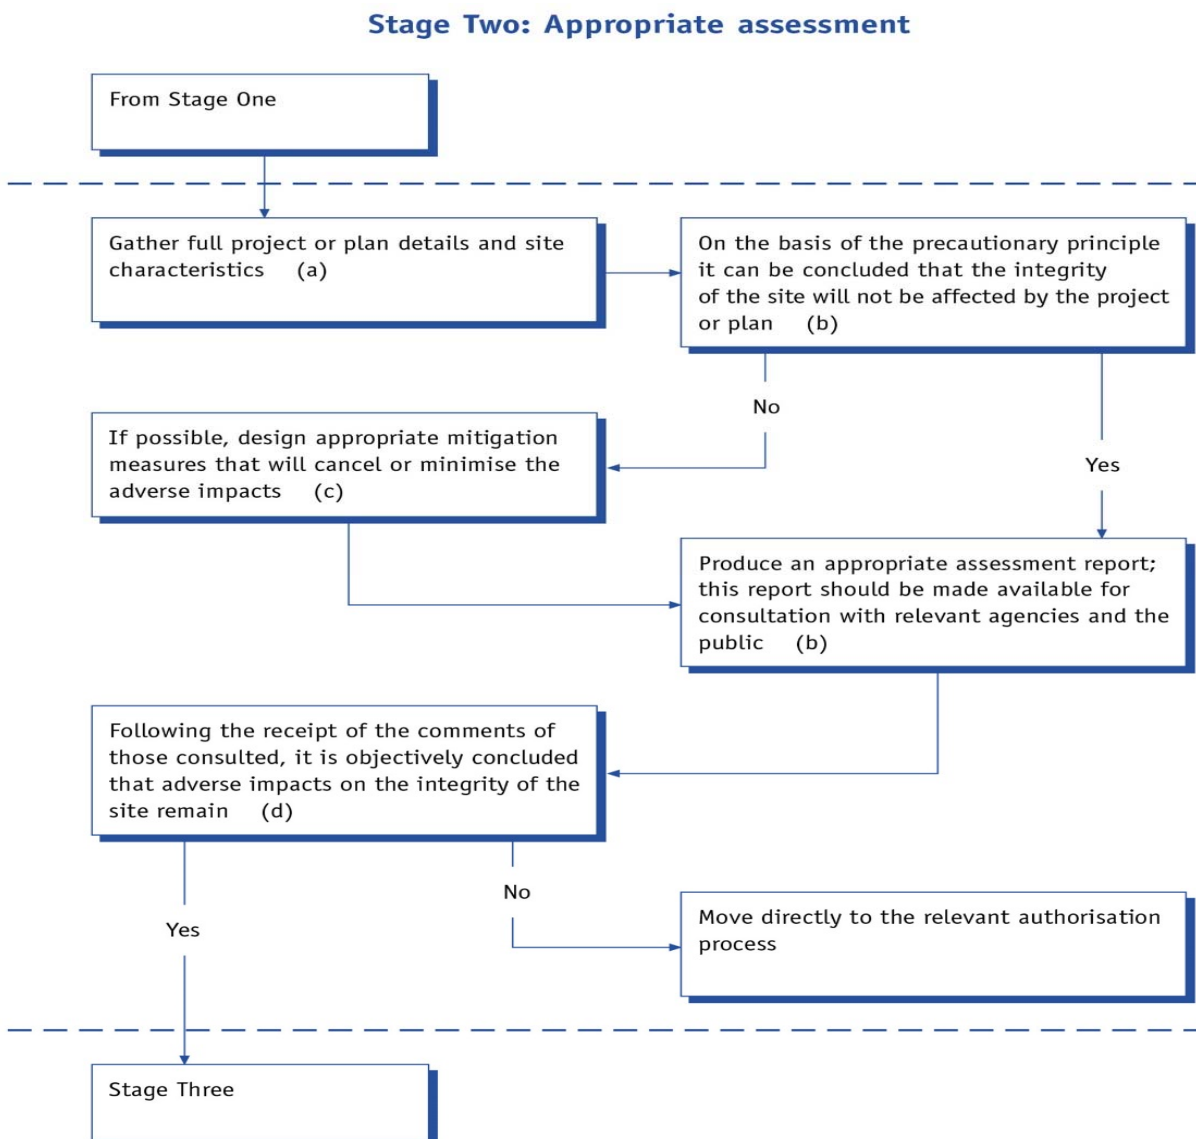 Stage Two: Appropriate assessment
From Stage One
Gather full project or plan details and site
characteristics (a)
On the basis of the precautionary principle
it can be concluded that the integrity
of the site will not be affected by the project
or plan (b)
No
Yes
If possible, design appropriate mitigation
measures that will cancel or minimise the
adverse impacts (c)
Produce an appropriate assessment report;
this report should be made available for
consultation with relevant agencies and the
public (b)
Following the receipt of the comments of
those consulted, it is objectively concluded
that adverse impacts on the integrity of the
site remain (d)
No
Yes
Move directly to the relevant authorisation
process
Stage Three